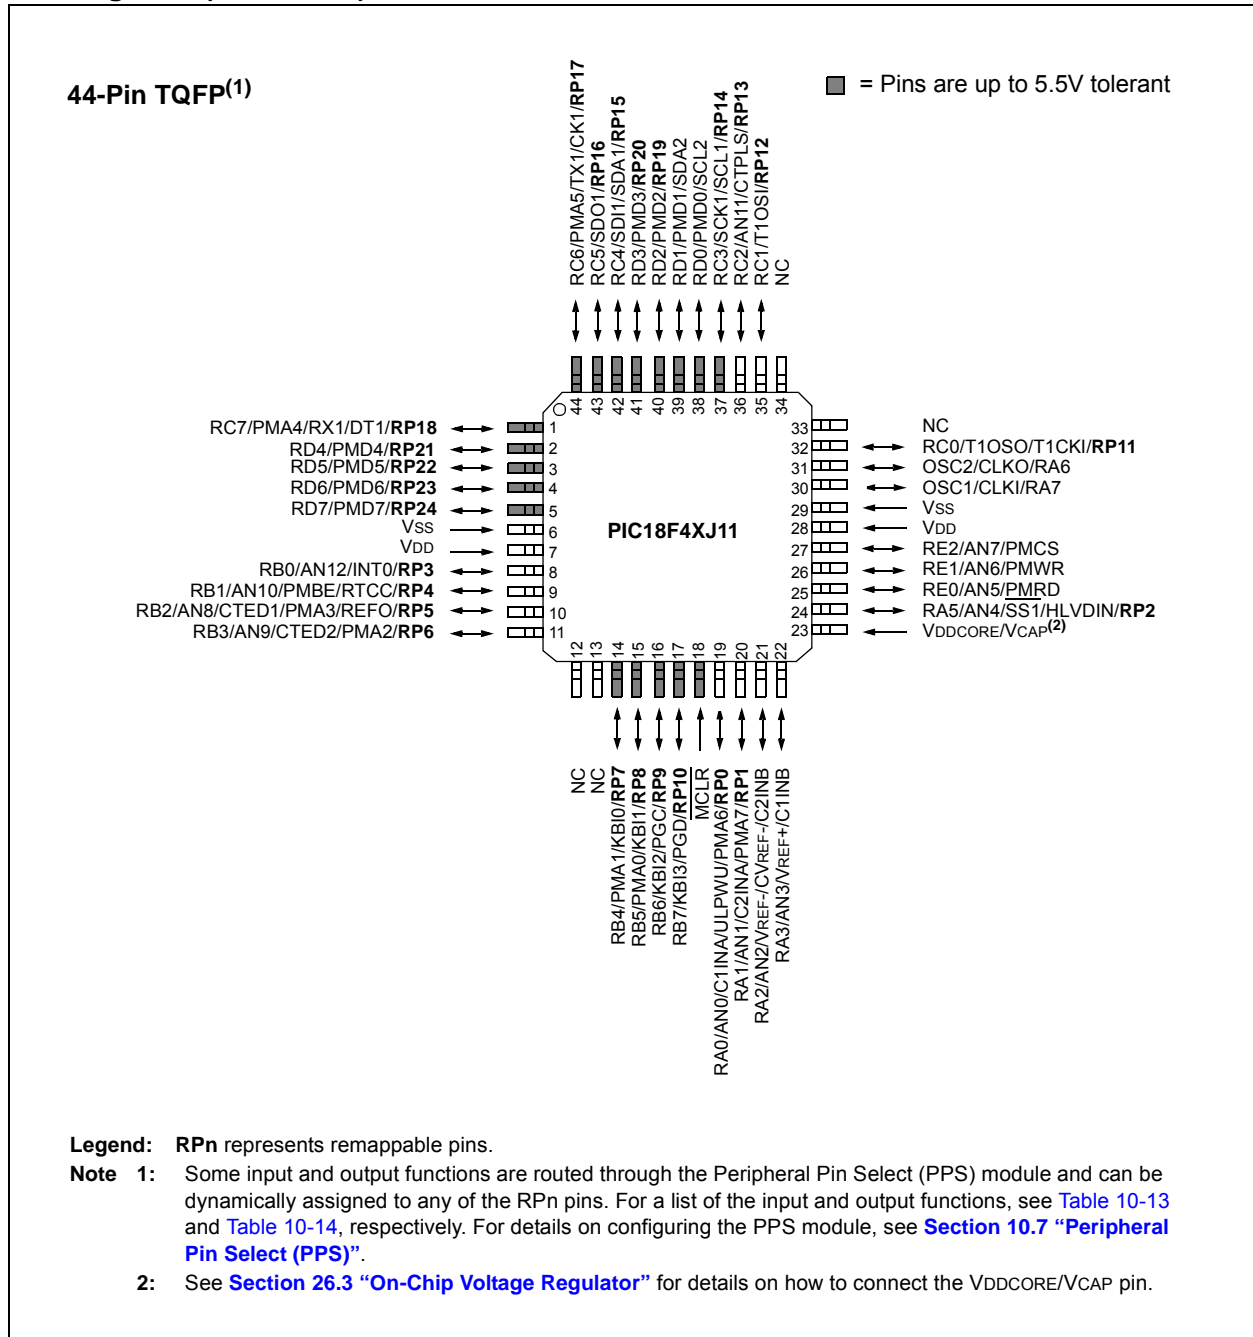 44-Pin TQFP(1)
= Pins are up to 5.5V tolerant
RC6/PMA5/TX1/CK1/RP17
RC5/SDO1/RP16
RC4/SDI1/SDA1/RP15
RD3/PMD3/RP20
RD2/PMD2/RP19
RD1/PMD1/SDA2
RD0/PMD0/SCL2
RC3/SCK1/SCL1/RP14
RC2/AN11/CTPLS/RP13
RC1/T1OSI/RP12
NC
44
43
42
41
40
39
38
37
36
35
34
RC7/PMA4/RX1/DT1/RP18 1
RD4/PMD4/RP21 2
RD5/PMD5/RP22 3
RD6/PMD6/RP23 4
RD7/PMD7/RP24 5
VSS 6
VDD 7
RB0/AN12/INT0/RP3 8
RB1/AN10/PMBE/RTCC/RP4 9
RB2/AN8/CTED1/PMA3/REFO/RP5 10
RB3/AN9/CTED2/PMA2/RP6 11
PIC18F4XJ11
33 NC
32 RC0/T1OSO/T1CKI/RP11
31 OSC2/CLKO/RA6
30 OSC1/CLKI/RA7
29 VSS
28 VDD
27 RE2/AN7/PMCS
26 RE1/AN6/PMWR
25 RE0/AN5/PMRD
24 RA5/AN4/SS1/HLVDIN/RP2
23 VDDCORE/VCAP(2)
12
13
14
15
16
17
18
19
20
21
22
NC
NC
RB4/PMA1/KBI0/RP7
RB5/PMA0/KBI1/RP8
RB6/KBI2/PGC/RP9
RB7/KBI3/PGD/RP10
MCLR
RA0/AN0/C1INA/ULPWU/PMA6/RP0
RA1/AN1/C2INA/PMA7/RP1
RA2/AN2/VREF-/CVREF-/C2INB
RA3/AN3/VREF+/C1INB
Legend: RPn represents remappable pins.
Note 1: Some input and output functions are routed through the Peripheral Pin Select (PPS) module and can be
dynamically assigned to any of the RPn pins. For a list of the input and output functions, see Table 10-13
and Table 10-14, respectively. For details on configuring the PPS module, see Section 10.7 “Peripheral
Pin Select (PPS)”.
2: See Section 26.3 “On-Chip Voltage Regulator” for details on how to connect the VDDCORE/VCAP pin.